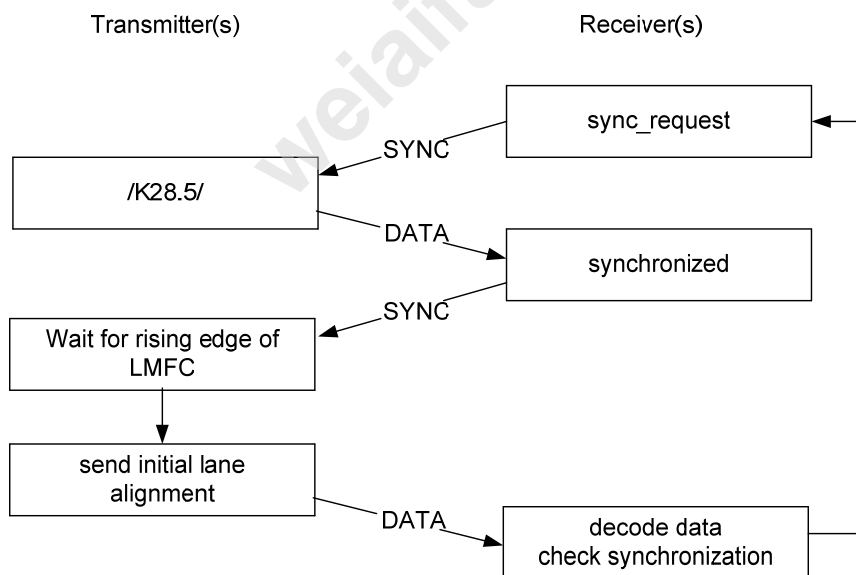 Transmitter(s)
Receiver(s)
sync_request
SYNC
/K28.5/
DATA
synchronized
SYNC
Wait for rising edge of
LMFC
send initial lane
alignment
DATA
decode data
check synchronization